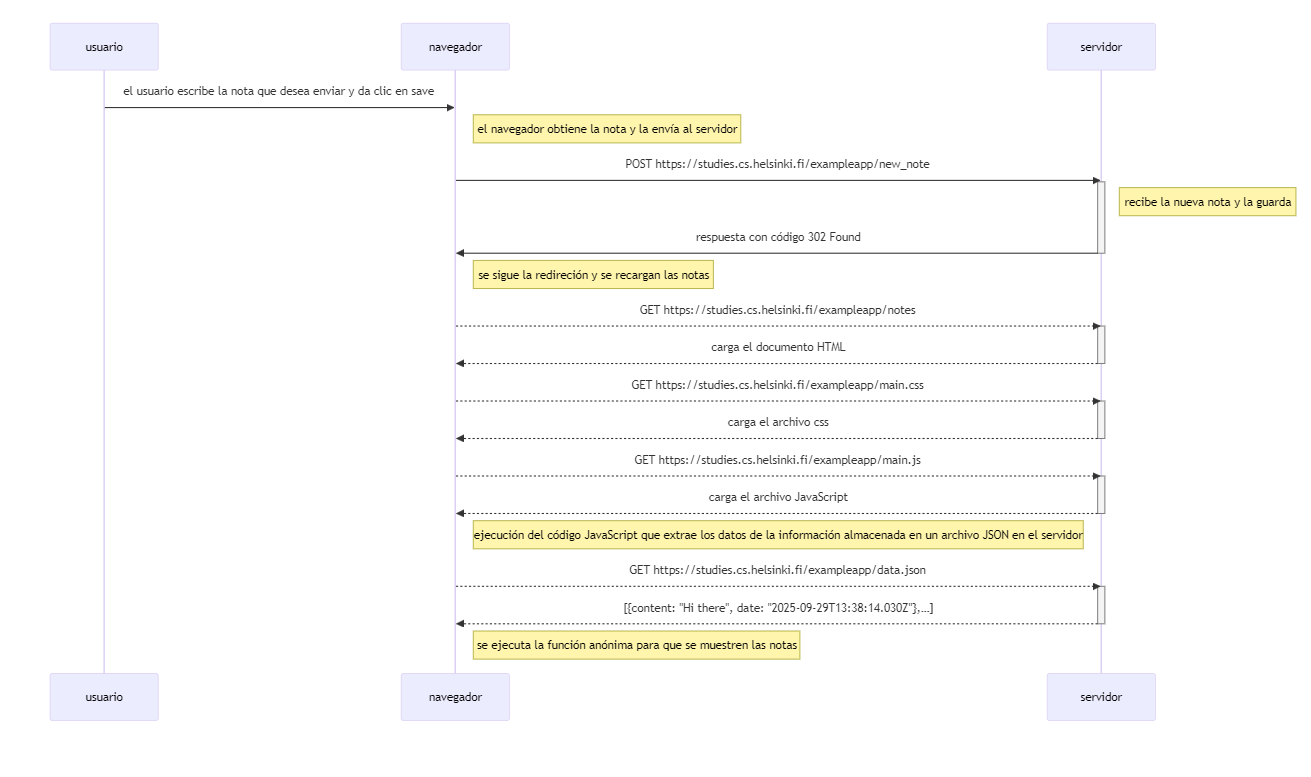 usuario
navegador
servidor
el usuario escribe la nota que desea enviar y da clic en save
el navegador obtiene la nota y la envía al servidor
POST https://studies.cs.helsinki.fi/exampleapp/new_note
recibe la nueva nota y la guarda
respuesta con código 302 Found
se sigue la redireción y se recargan las notas
GET https://studies.cs.helsinki.fi/exampleapp/notes
carga el documento HTML
GET https://studies.cs.helsinki.fi/exampleapp/main.css
carga el archivo css
GET https://studies.cs.helsinki.fi/exampleapp/main.js
carga el archivo JavaScript
ejecución del código JavaScript que extrae los datos de la información almacenada en un archivo JSON en el servidor
GET https://studies.cs.helsinki.fi/exampleapp/data.json
[{content: "Hi there", date: "2025-09-29T13:38:14.030Z"},...]
se ejecuta la función anónima para que se muestren las notas
usuario
navegador
servidor